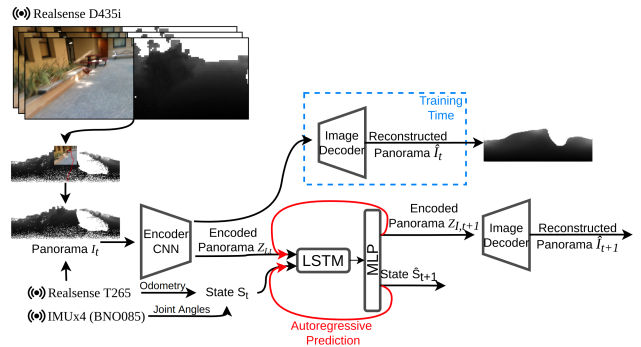 Realsense D435i
Training
Time
Image
Decoder
Reconstructed
Panorama Î_t
Encoder
CNN
Panorama I_t
Encoded
Panorama Z_I,t
LSTM
MLP
Encoded
Panorama Z_I,t+1
Image
Decoder
Reconstructed
Panorama Î_t+1
State Ŝ_t+1
Realsense T265
Odometry
State S_t
IMUx4 (BNO085)
Joint Angles
Autoregressive
Prediction